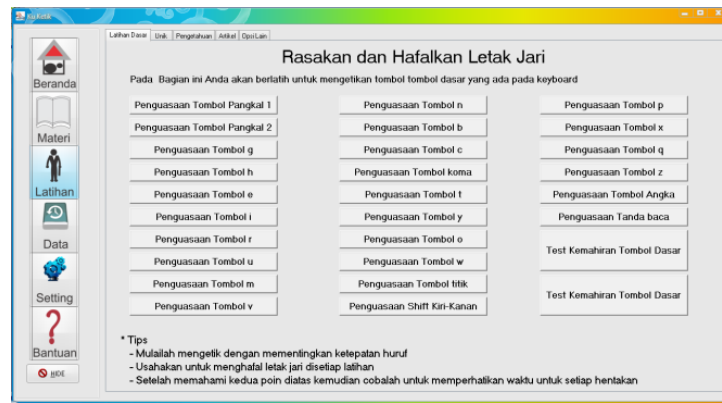 Latihan Dasar Unik Pengetahuan Artikel Opsi Lain
Rasakan dan Hafalkan Letak Jari
Pada Bagian ini Anda akan berlatih untuk mengetikan tombol tombol dasar yang ada pada keyboard
Beranda
Materi
Latihan
Data
Setting
Bantuan
HIDE
Penguasaan Tombol Pangkal 1
Penguasaan Tombol Pangkal 2
Penguasaan Tombol g
Penguasaan Tombol h
Penguasaan Tombol e
Penguasaan Tombol i
Penguasaan Tombol r
Penguasaan Tombol u
Penguasaan Tombol m
Penguasaan Tombol v
Penguasaan Tombol n
Penguasaan Tombol b
Penguasaan Tombol c
Penguasaan Tombol koma
Penguasaan Tombol t
Penguasaan Tombol y
Penguasaan Tombol o
Penguasaan Tombol w
Penguasaan Tombol titik
Penguasaan Shift Kiri-Kanan
Penguasaan Tombol p
Penguasaan Tombol x
Penguasaan Tombol q
Penguasaan Tombol z
Penguasaan Tombol Angka
Penguasaan Tanda baca
Test Kemahiran Tombol Dasar
Test Kemahiran Tombol Dasar
* Tips
- Mulailah mengetik dengan mementingkan ketepatan huruf
- Usahakan untuk menghafal letak jari disetiap latihan
- Setelah memahami kedua poin diatas kemudian cobalah untuk memperhatikan waktu untuk setiap hentakan